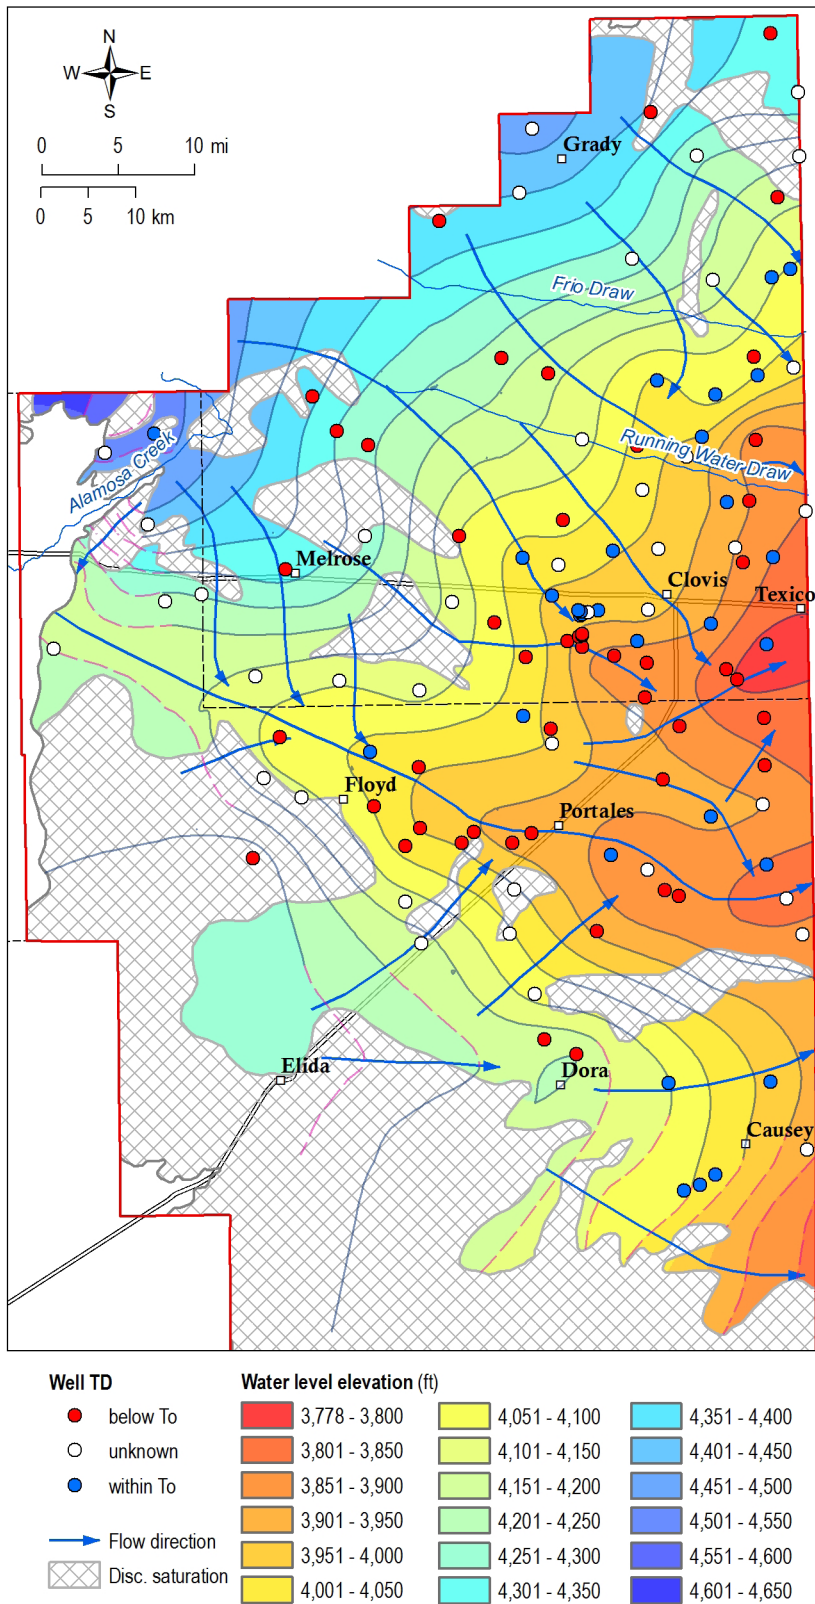 N
W E
S
0 5 10 mi
0 5 10 km
Grady
Frio Draw
Running Water Draw
Alamosa Creek
Melrose
Clovis
Texico
Floyd
Portales
Elida
Dora
Causey
Well TD
below To
unknown
within To
Flow direction
Disc. saturation
Water level elevation (ft)
3,778 - 3,800
3,801 - 3,850
3,851 - 3,900
3,901 - 3,950
3,951 - 4,000
4,001 - 4,050
4,051 - 4,100
4,101 - 4,150
4,151 - 4,200
4,201 - 4,250
4,251 - 4,300
4,301 - 4,350
4,351 - 4,400
4,401 - 4,450
4,451 - 4,500
4,501 - 4,550
4,551 - 4,600
4,601 - 4,650